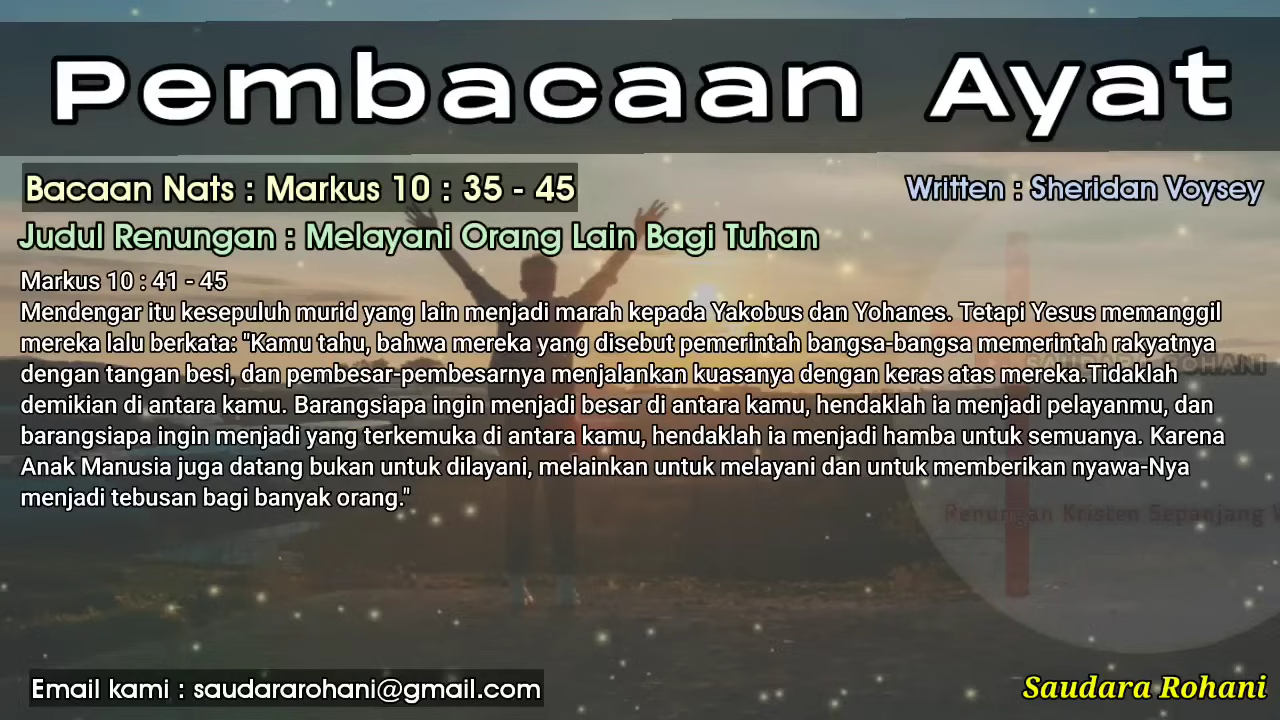 Pembacaan Ayat
Bacaan Nats : Markus 10 : 35 - 45
Written : Sheridan Voysey
Judul Renungan : Melayani Orang Lain Bagi Tuhan
Markus 10 : 41 - 45
Mendengar itu kesepuluh murid yang lain menjadi marah kepada Yakobus dan Yohanes. Tetapi Yesus memanggil
mereka lalu berkata: "Kamu tahu, bahwa mereka yang disebut pemerintah bangsa-bangsa memerintah rakyatnya
dengan tangan besi, dan pembesar-pembesarnya menjalankan kuasanya dengan keras atas mereka.Tidaklah
demikian di antara kamu. Barangsiapa ingin menjadi besar di antara kamu, hendaklah ia menjadi pelayanmu, dan
barangsiapa ingin menjadi yang terkemuka di antara kamu, hendaklah ia menjadi hamba untuk semuanya. Karena
Anak Manusia juga datang bukan untuk dilayani, melainkan untuk melayani dan untuk memberikan nyawa-Nya
menjadi tebusan bagi banyak orang."
SAUDARA ROHANI
Renungan Kristen Sepanjang
Email kami : saudararohani@gmail.com
Saudara Rohani